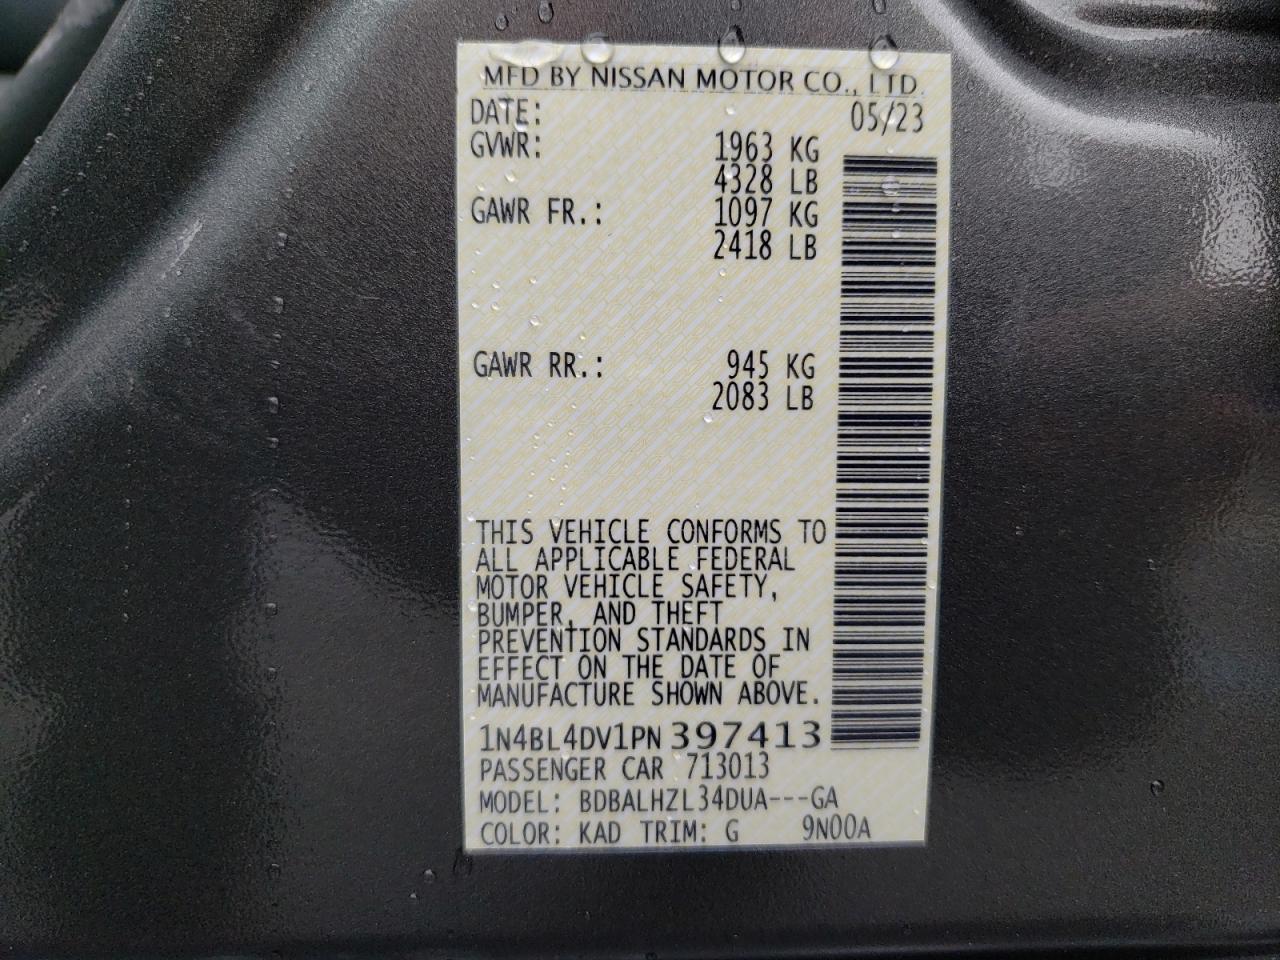 MFD BY NISSAN MOTOR CO., LTD.
DATE: 05/23
GVWR: 1963 KG
4328 LB
GAWR FR.: 1097 KG
2418 LB
GAWR RR.: 945 KG
2083 LB
THIS VEHICLE CONFORMS TO
ALL APPLICABLE FEDERAL
MOTOR VEHICLE SAFETY,
BUMPER, AND THEFT
PREVENTION STANDARDS IN
EFFECT ON THE DATE OF
MANUFACTURE SHOWN ABOVE.
1N4BL4DV1PN397413
PASSENGER CAR 713013
MODEL: BDBALHZL34DUA---GA
COLOR: KAD TRIM: G 9N00A